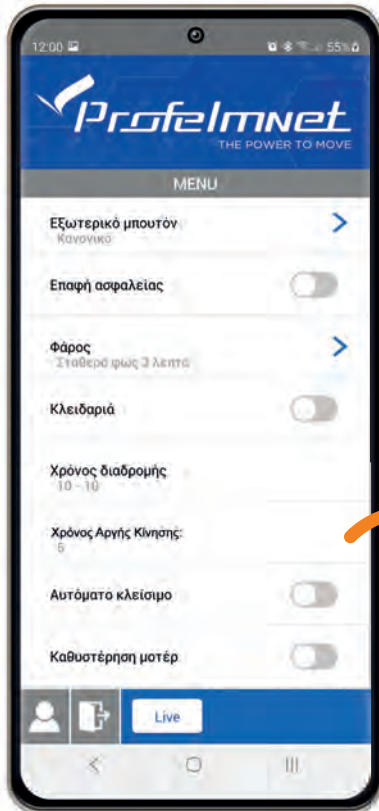 12:00 55%
Profelmnet
THE POWER TO MOVE
MENU
Εξωτερικό μπουτόν
Κανονικό
Επαφή ασφαλείας
Φάρος
Σταθερό φως 3 λεπτά
Κλειδαριά
Χρόνος διαδρομής
10 - 10
Χρόνος Αργής Κίνησης:
5
Αυτόματο κλείσιμο
Καθυστέρηση μοτέρ
Live